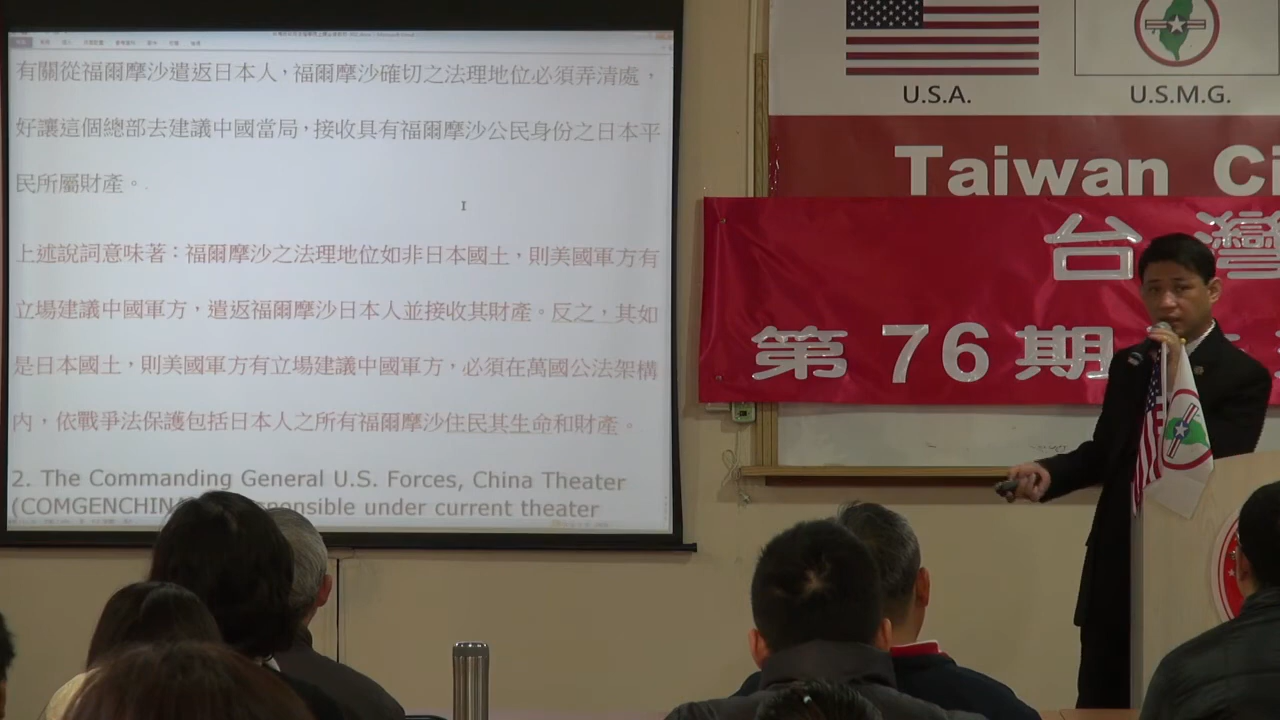 有關從福爾摩沙遣返日本人，福爾摩沙確切之法理地位必須弄清處，
好讓這個總部去建議中國當局，接收具有福爾摩沙公民身份之日本平
民所屬財產。
上述說詞意味著：福爾摩沙之法理地位如非日本國土，則美國軍方有
立場建議中國軍方，遣返福爾摩沙日本人並接收其財產。反之，其如
是日本國土，則美國軍方有立場建議中國軍方，必須在萬國公法架構
內，依戰爭法保護包括日本人之所有福爾摩沙住民其生命和財產。
2. The Commanding General U.S. Forces, China Theater
(COMGENCHIN under current theater
U.S.A.
U.S.M.G.
Taiwan Ci
台灣
第76期